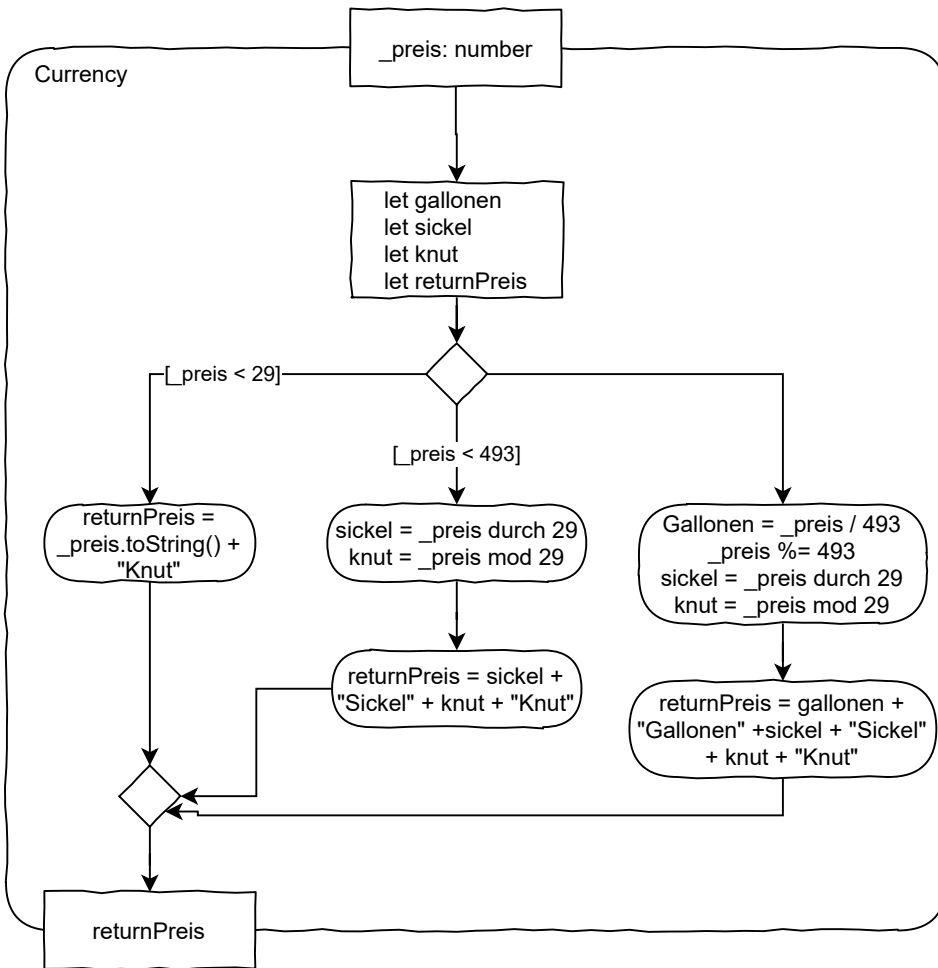 _preis: number
Currency
let gallonen
let sickel
let knut
let returnPreis
[_preis < 29]
[_preis < 493]
returnPreis =
_preis.toString() +
"Knut"
sickel = _preis durch 29
knut = _preis mod 29
Gallonen = _preis / 493
_preis %= 493
sickel = _preis durch 29
knut = _preis mod 29
returnPreis = sickel +
"Sickel" + knut + "Knut"
returnPreis = gallonen +
"Gallonen" +sickel + "Sickel"
+ knut + "Knut"
returnPreis